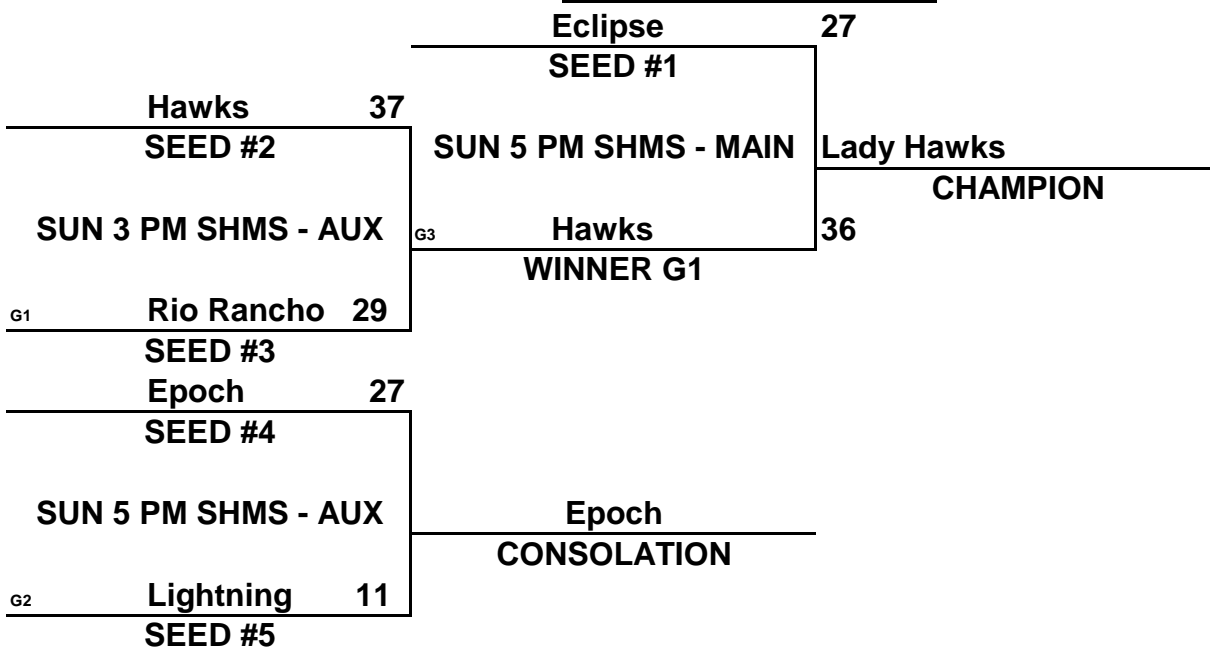 Eclipse 27
SEED #1
Hawks 37
SEED #2
SUN 5 PM SHMS - MAIN
Lady Hawks
CHAMPION
SUN 3 PM SHMS - AUX
G3 Hawks 36
WINNER G1
G1 Rio Rancho 29
SEED #3
Epoch 27
SEED #4
SUN 5 PM SHMS - AUX
Epoch
CONSOLATION
G2 Lightning 11
SEED #5